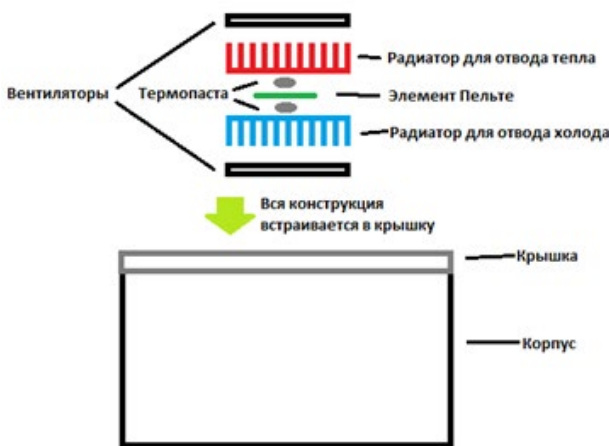 Радиатор для отвода тепла
Вентиляторы
Термопаста
Элемент Пельте
Радиатор для отвода холода
Вся конструкция
встраивается в крышку
Крышка
Корпус